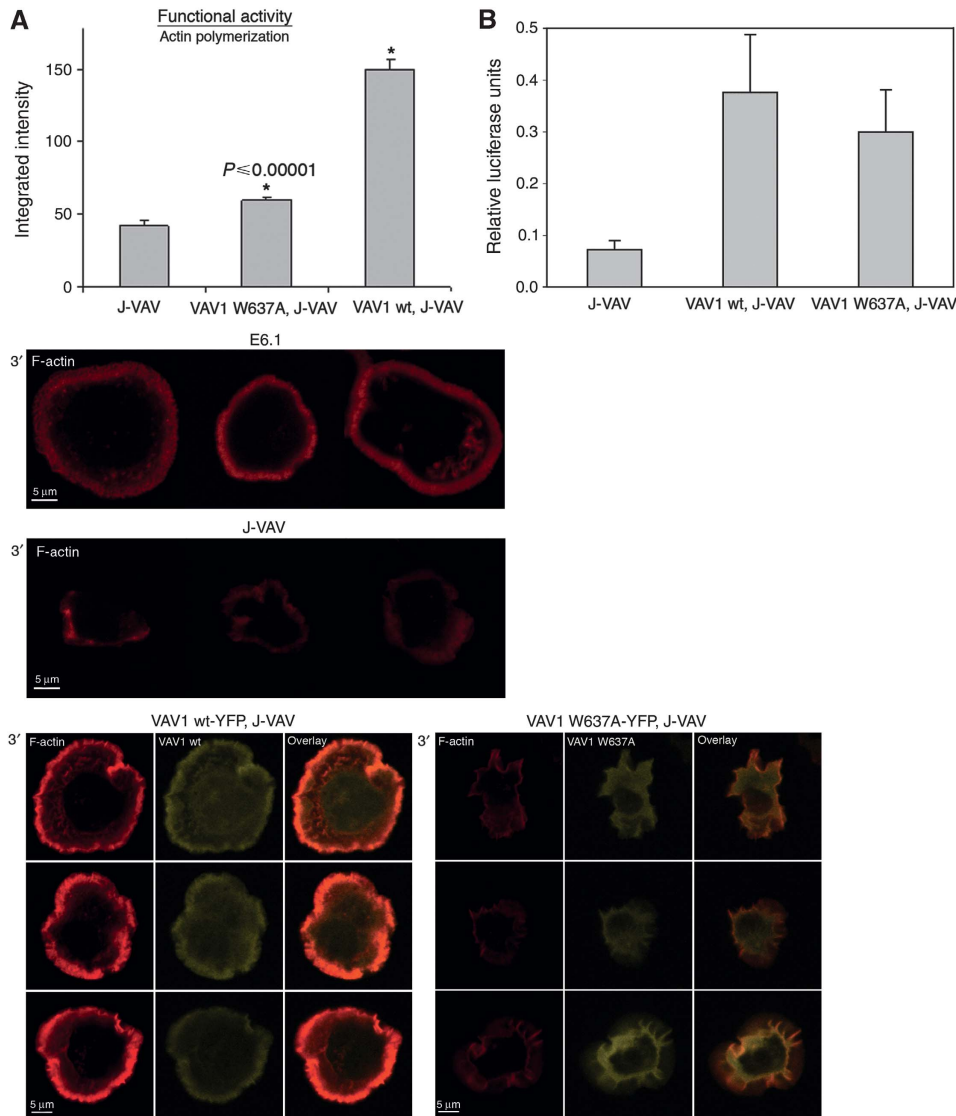 A
Functional activity
Actin polymerization
Integrated intensity
150
100
50
0
*
P≤0.00001
*
J-VAV
VAV1 W637A, J-VAV
VAV1 wt, J-VAV
B
Relative luciferase units
0.5
0.4
0.3
0.2
0.1
0.0
J-VAV
VAV1 wt, J-VAV
VAV1 W637A, J-VAV
E6.1
3′
F-actin
5 μm
J-VAV
3′
F-actin
5 μm
VAV1 wt-YFP, J-VAV
3′
F-actin
VAV1 wt
Overlay
5 μm
VAV1 W637A-YFP, J-VAV
3′
F-actin
VAV1 W637A
Overlay
5 μm